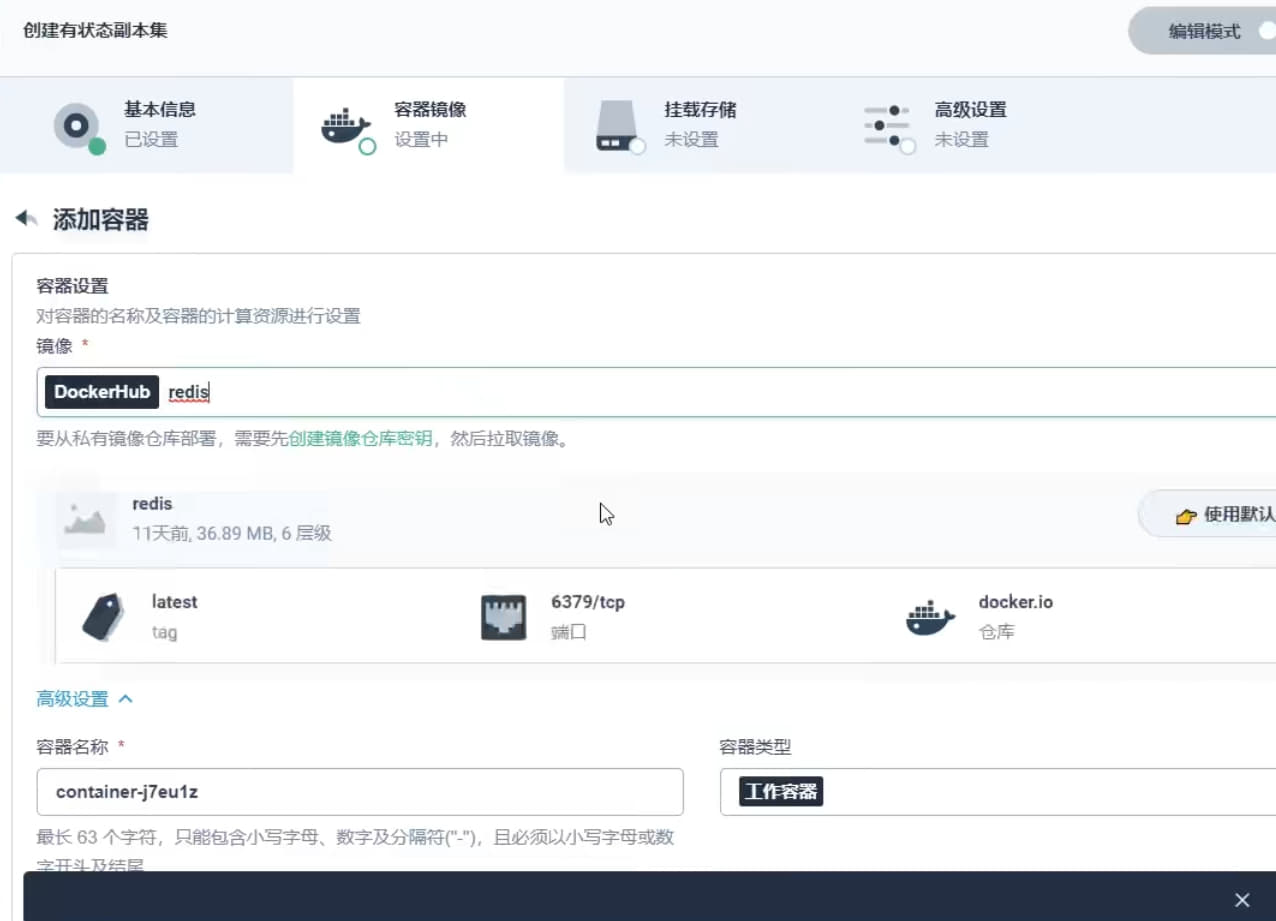 创建有状态副本集
编辑模式
基本信息
已设置
容器镜像
设置中
挂载存储
未设置
高级设置
未设置
添加容器
容器设置
对容器的名称及容器的计算资源进行设置
镜像 *
DockerHub redis
要从私有镜像仓库部署，需要先创建镜像仓库密钥，然后拉取镜像。
redis
11天前, 36.89 MB, 6 层级
使用默认
latest
tag
6379/tcp
端口
docker.io
仓库
高级设置
容器名称 *
container-j7eu1z
最长 63 个字符，只能包含小写字母、数字及分隔符("-")，且必须以小写字母或数
字开头及结尾
容器类型
工作容器